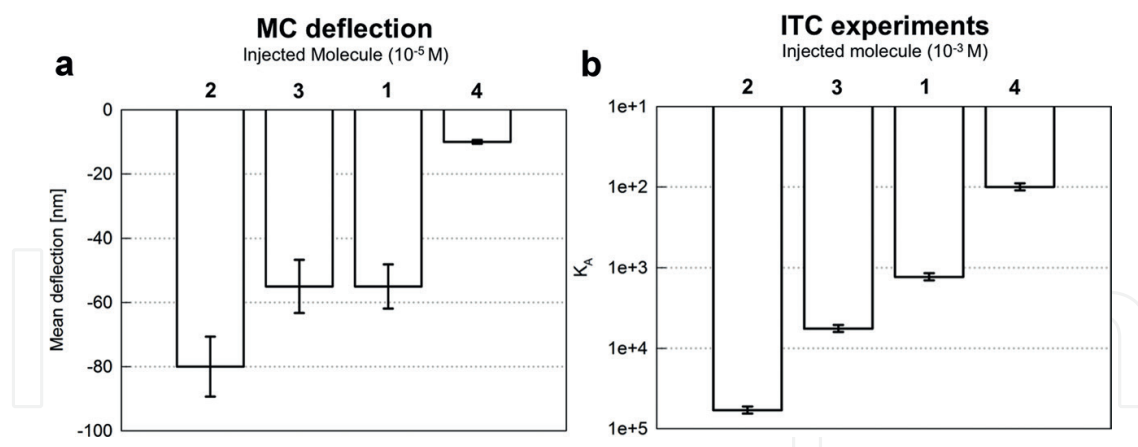 MC deflection
Injected Molecule (10⁻⁵ M)
a
2 3 1 4
0
-20
-40
-60
-80
-100
Mean deflection [nm]
ITC experiments
Injected molecule (10⁻³ M)
b
2 3 1 4
1e+1
1e+2
1e+3
1e+4
1e+5
K_A